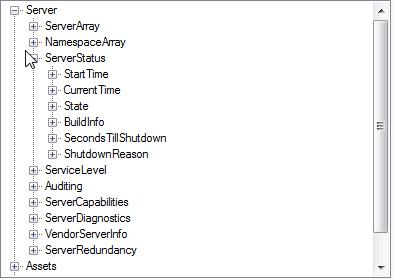 Server
ServerArray
NamespaceArray
ServerStatus
StartTime
CurrentTime
State
BuildInfo
SecondsTillShutdown
ShutdownReason
ServiceLevel
Auditing
ServerCapabilities
ServerDiagnostics
VendorServerInfo
ServerRedundancy
Assets